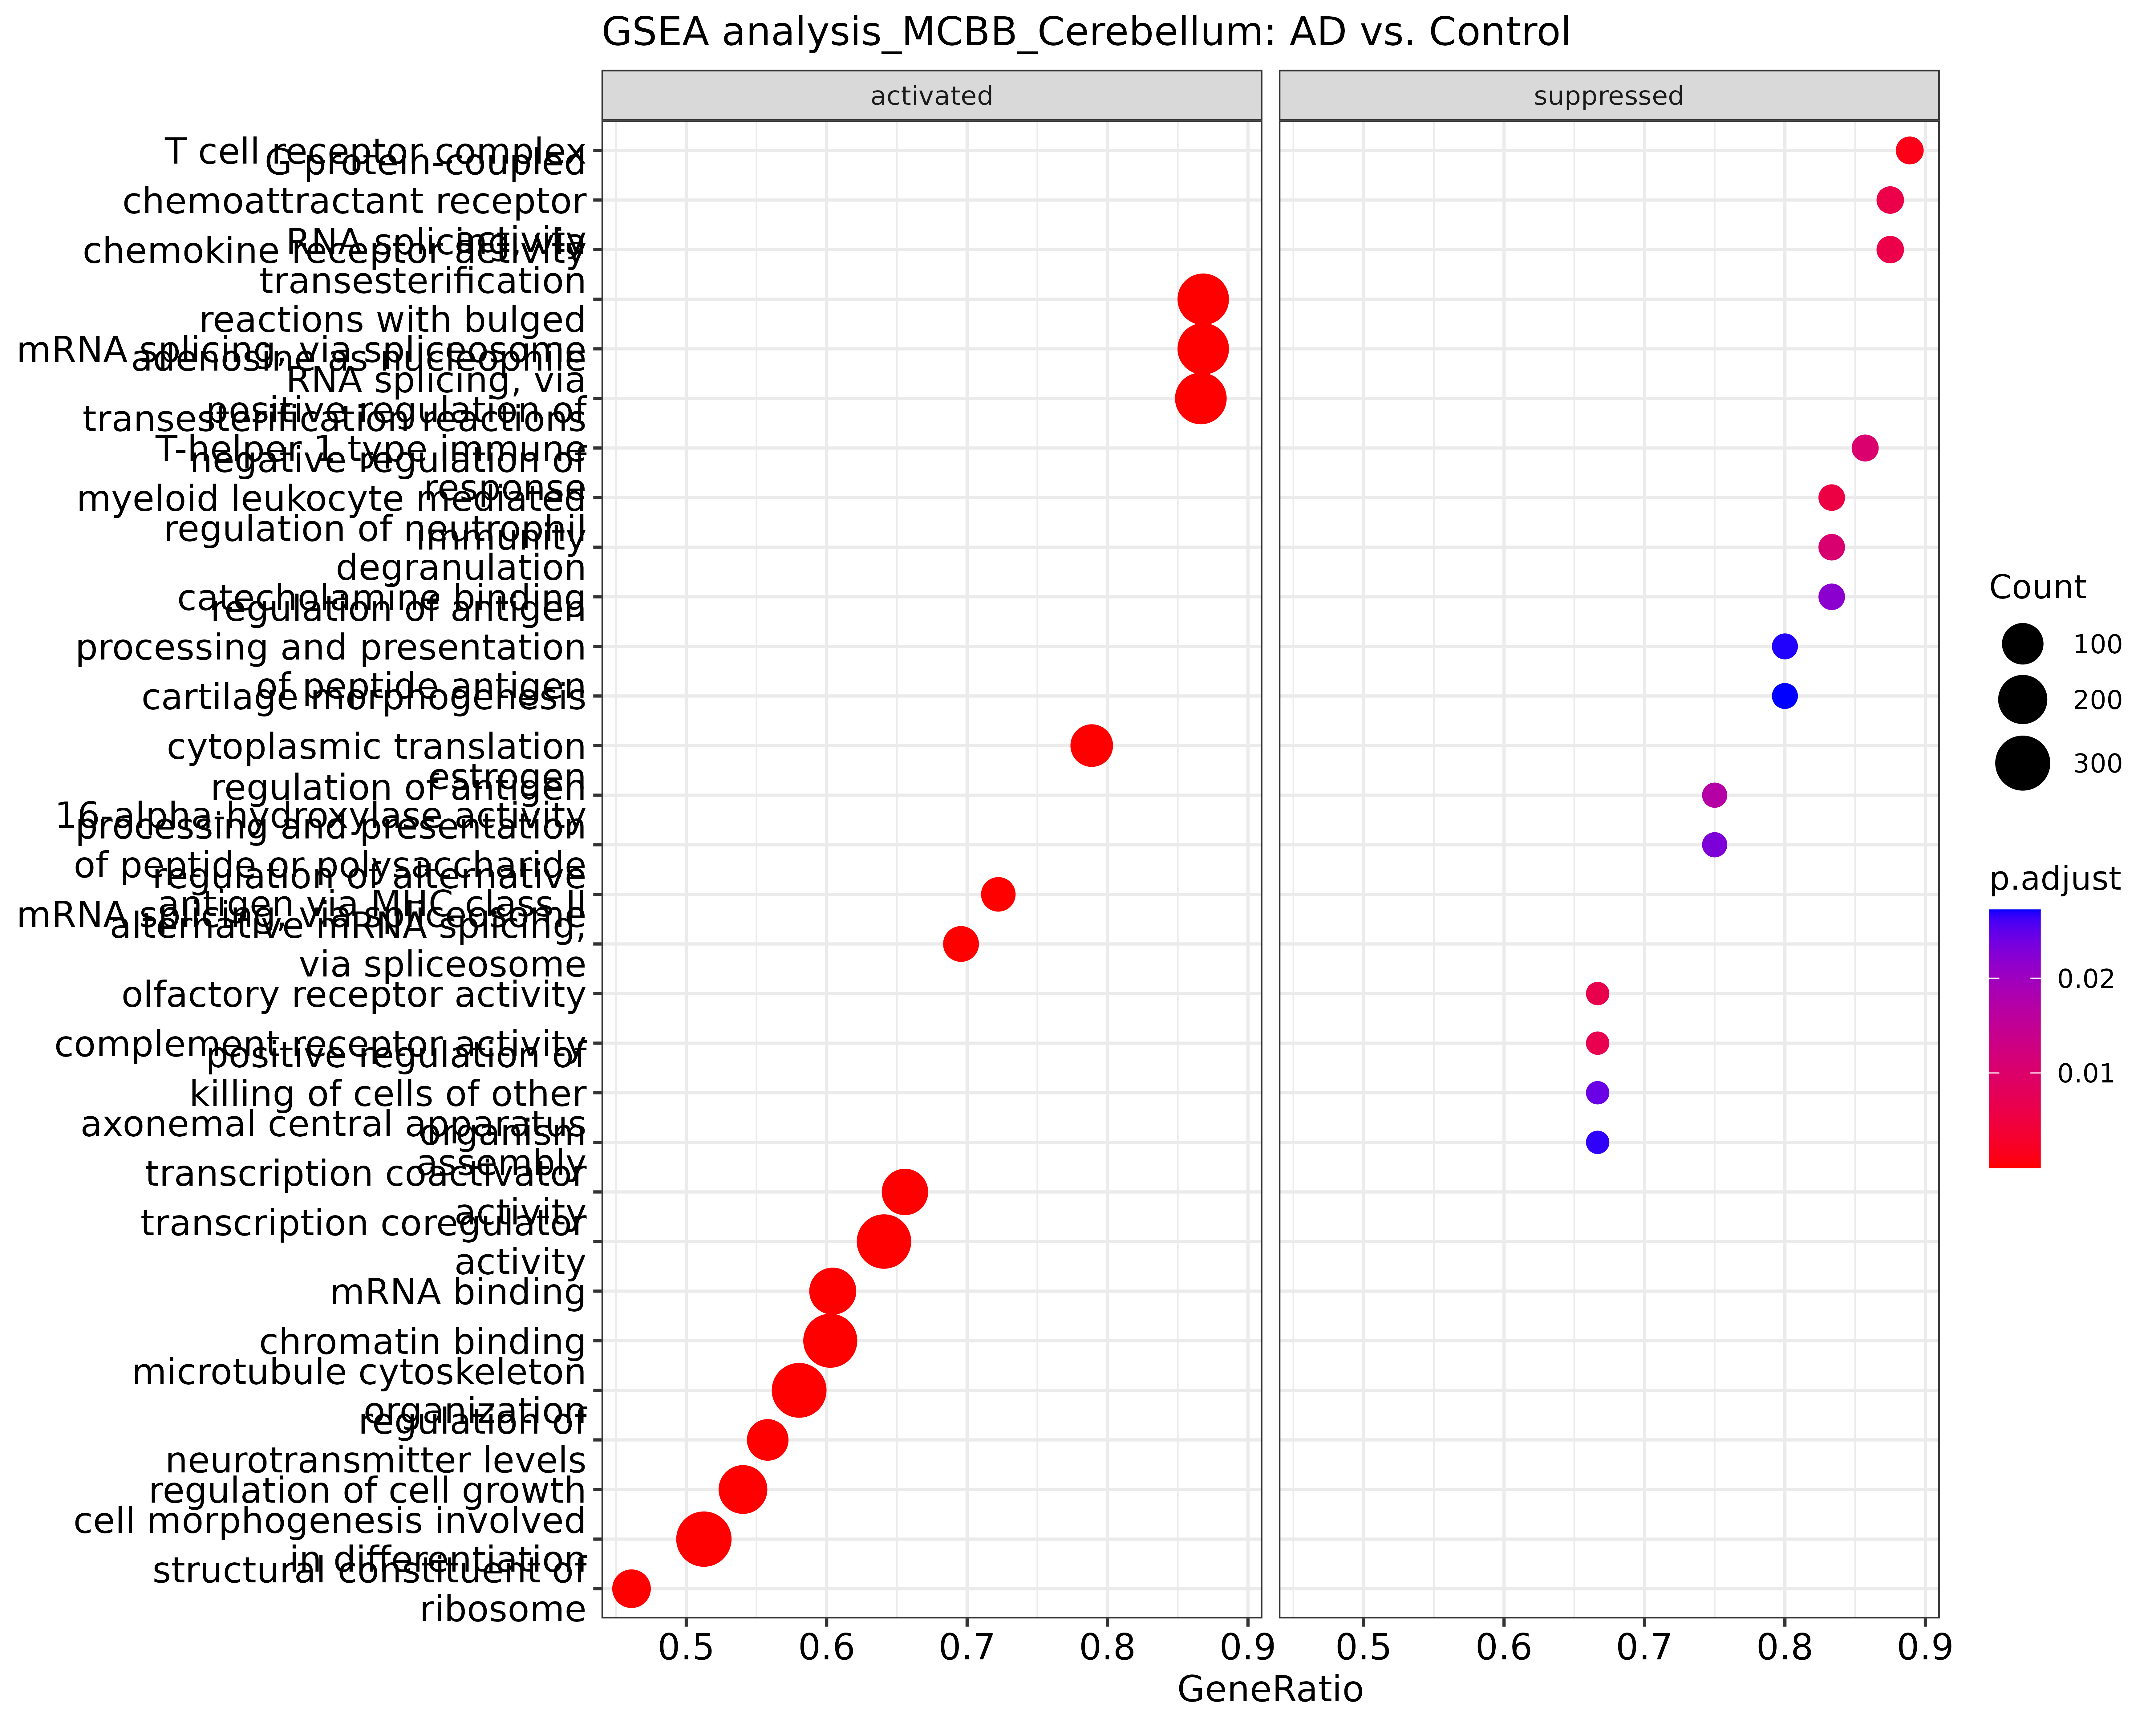 GSEA analysis_MCBB_Cerebellum: AD vs. Control
activated
suppressed
T cell receptor complex
G protein-coupled
chemoattractant receptor
activity
chemokine receptor activity
RNA splicing, via
transesterification
reactions with bulged
adenosine as nucleophile
mRNA splicing, via spliceosome
RNA splicing, via
transesterification reactions
positive regulation of
T-helper 1 type immune
response
negative regulation of
myeloid leukocyte mediated
immunity
regulation of neutrophil
degranulation
catecholamine binding
regulation of antigen
processing and presentation
of peptide antigen
cartilage morphogenesis
cytoplasmic translation
estrogen
16-alpha-hydroxylase activity
regulation of antigen
processing and presentation
of peptide or polysaccharide
antigen via MHC class II
regulation of alternative
mRNA splicing, via spliceosome
alternative mRNA splicing,
via spliceosome
olfactory receptor activity
complement receptor activity
positive regulation of
killing of cells of other
organism
axonemal central apparatus
assembly
transcription coactivator
activity
transcription coregulator
activity
mRNA binding
chromatin binding
microtubule cytoskeleton
organization
regulation of
neurotransmitter levels
regulation of cell growth
cell morphogenesis involved
in differentiation
structural constituent of
ribosome
0.5 0.6 0.7 0.8 0.9
0.5 0.6 0.7 0.8 0.9
GeneRatio
Count
100
200
300
p.adjust
0.02
0.01